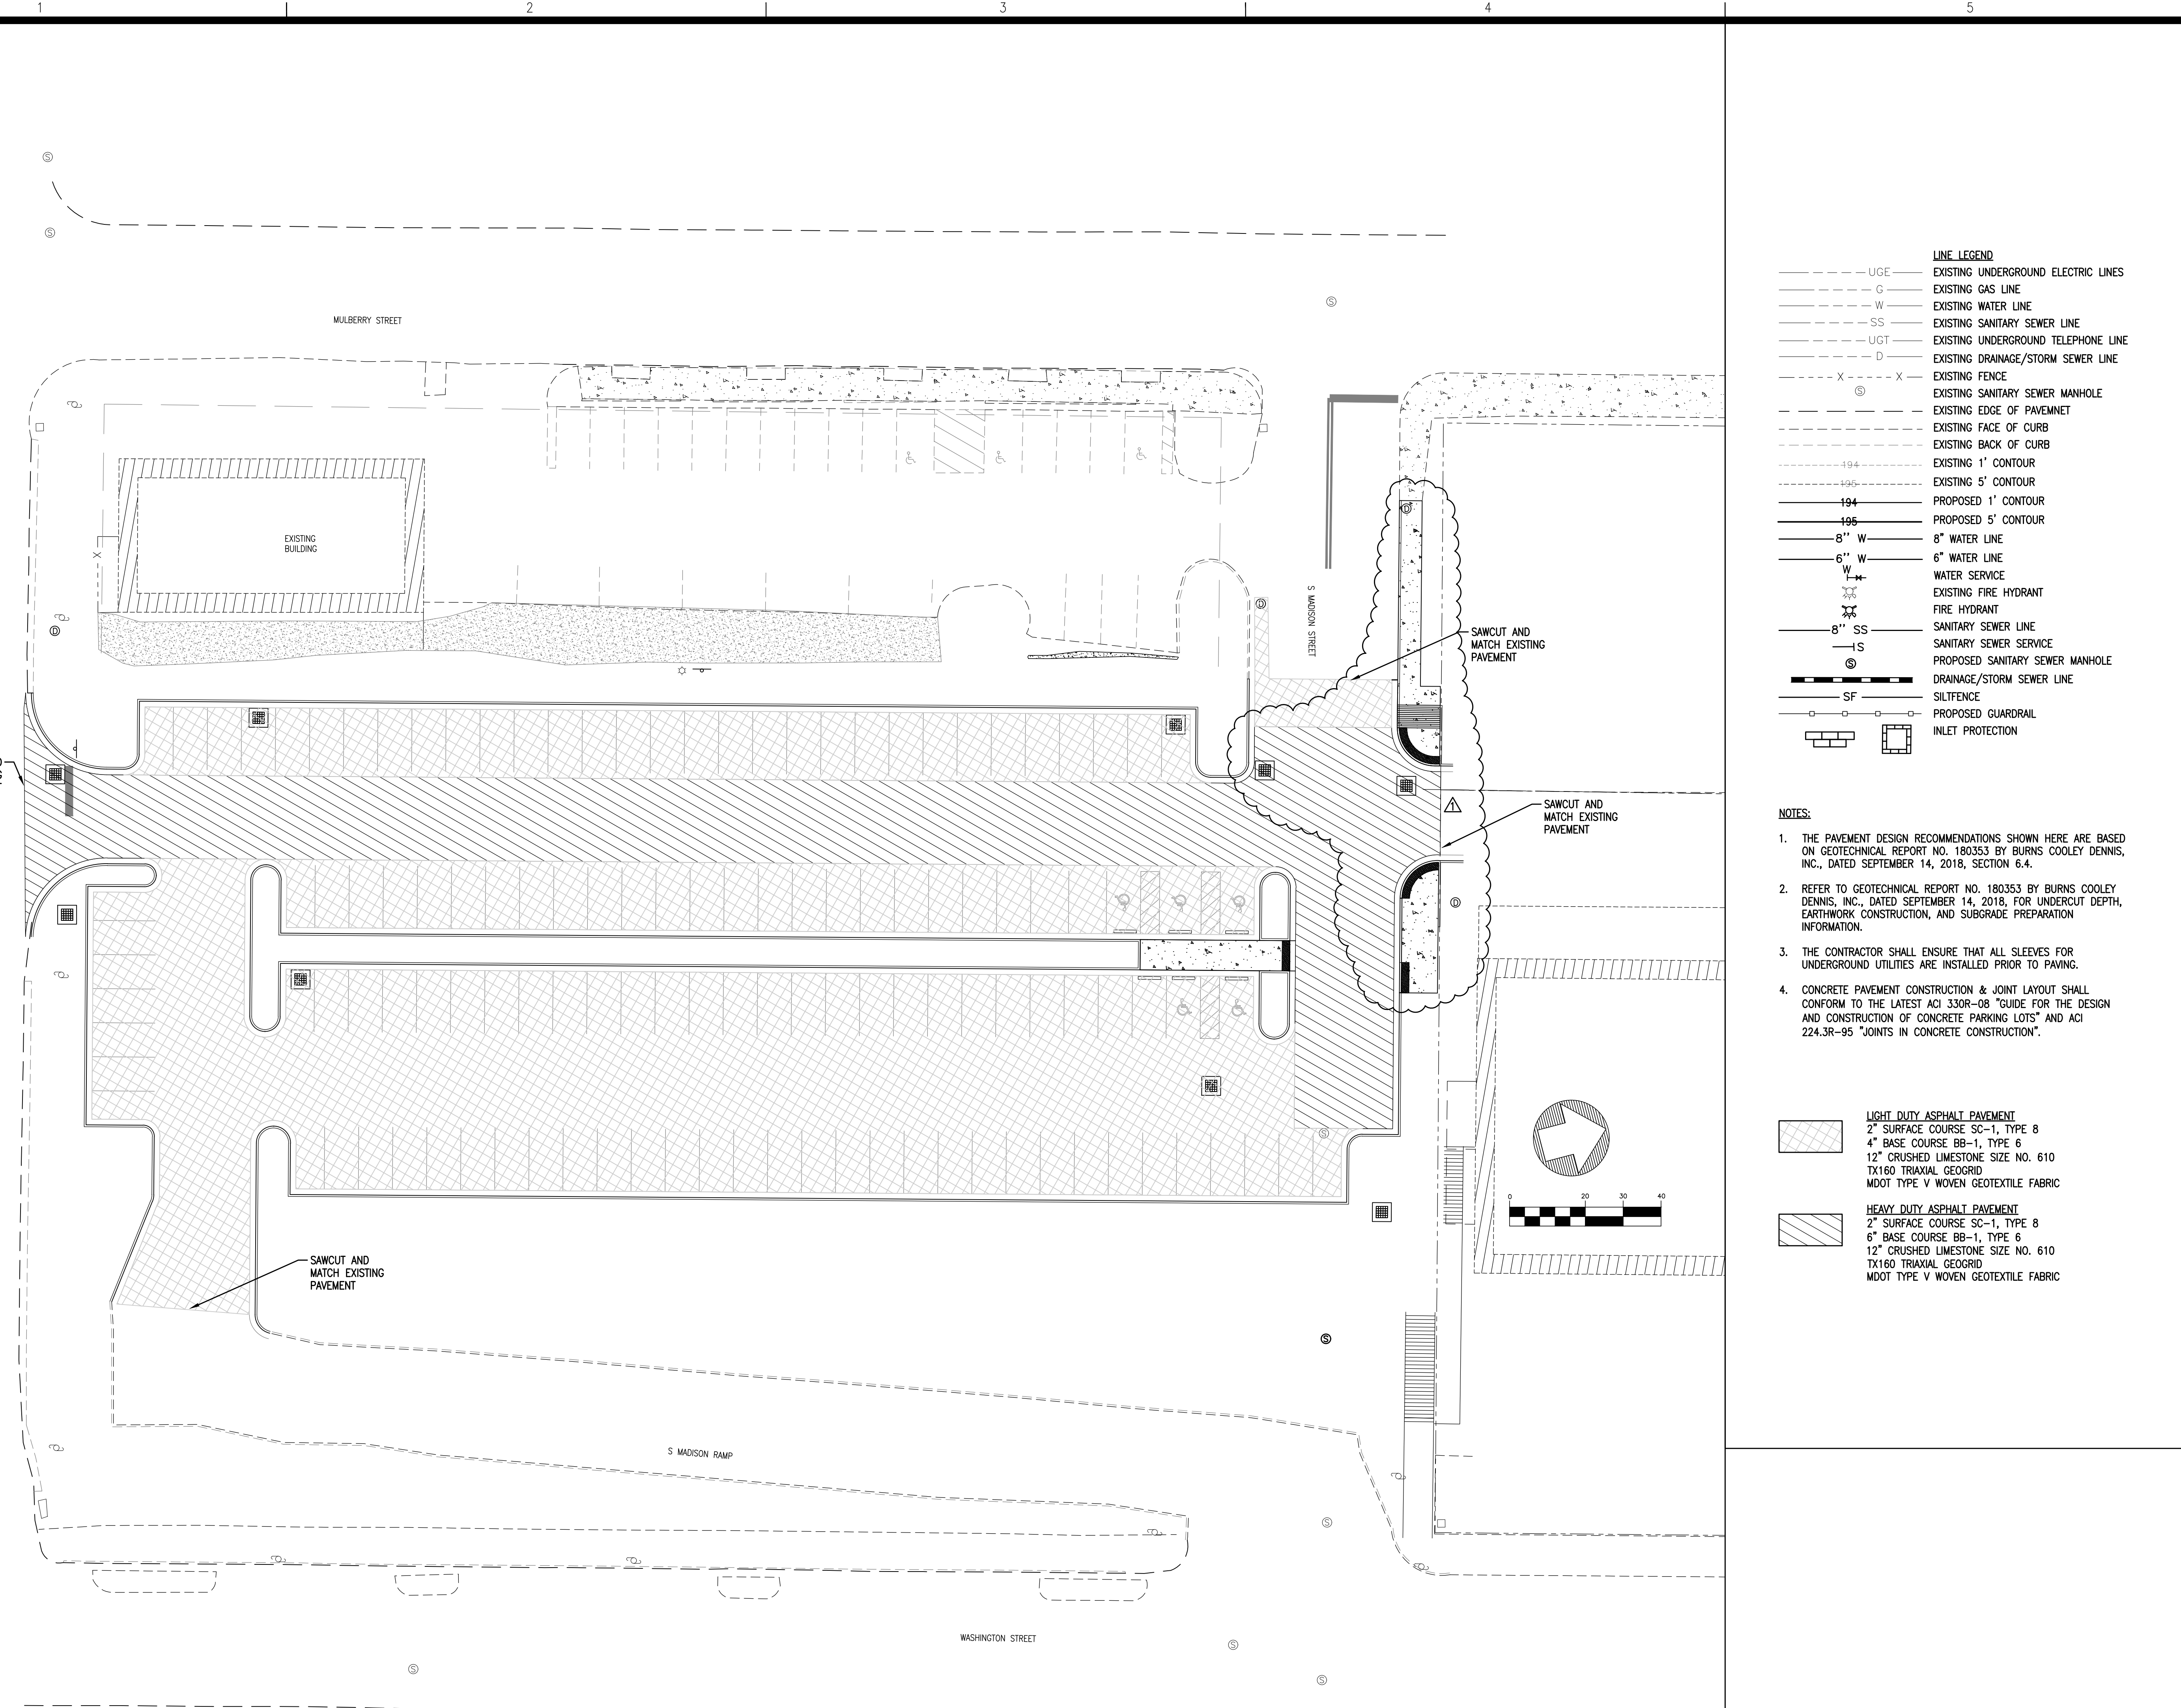 1 2 3 4 5
MULBERRY STREET
EXISTING
BUILDING
S MADISON STREET
SAWCUT AND
MATCH EXISTING
PAVEMENT
SAWCUT AND
MATCH EXISTING
PAVEMENT
1
SAWCUT AND
MATCH EXISTING
PAVEMENT
S MADISON RAMP
WASHINGTON STREET
0 20 30 40
LINE LEGEND
UGE EXISTING UNDERGROUND ELECTRIC LINES
G EXISTING GAS LINE
W EXISTING WATER LINE
SS EXISTING SANITARY SEWER LINE
UGT EXISTING UNDERGROUND TELEPHONE LINE
D EXISTING DRAINAGE/STORM SEWER LINE
X X EXISTING FENCE
S EXISTING SANITARY SEWER MANHOLE
EXISTING EDGE OF PAVEMNET
EXISTING FACE OF CURB
EXISTING BACK OF CURB
194 EXISTING 1' CONTOUR
195 EXISTING 5' CONTOUR
194 PROPOSED 1' CONTOUR
195 PROPOSED 5' CONTOUR
8'' W 8" WATER LINE
6'' W 6" WATER LINE
W WATER SERVICE
EXISTING FIRE HYDRANT
FIRE HYDRANT
8'' SS SANITARY SEWER LINE
S SANITARY SEWER SERVICE
S PROPOSED SANITARY SEWER MANHOLE
DRAINAGE/STORM SEWER LINE
SF SILTFENCE
PROPOSED GUARDRAIL
INLET PROTECTION
NOTES:
1. THE PAVEMENT DESIGN RECOMMENDATIONS SHOWN HERE ARE BASED
ON GEOTECHNICAL REPORT NO. 180353 BY BURNS COOLEY DENNIS,
INC., DATED SEPTEMBER 14, 2018, SECTION 6.4.
2. REFER TO GEOTECHNICAL REPORT NO. 180353 BY BURNS COOLEY
DENNIS, INC., DATED SEPTEMBER 14, 2018, FOR UNDERCUT DEPTH,
EARTHWORK CONSTRUCTION, AND SUBGRADE PREPARATION
INFORMATION.
3. THE CONTRACTOR SHALL ENSURE THAT ALL SLEEVES FOR
UNDERGROUND UTILITIES ARE INSTALLED PRIOR TO PAVING.
4. CONCRETE PAVEMENT CONSTRUCTION & JOINT LAYOUT SHALL
CONFORM TO THE LATEST ACI 330R-08 "GUIDE FOR THE DESIGN
AND CONSTRUCTION OF CONCRETE PARKING LOTS" AND ACI
224.3R-95 "JOINTS IN CONCRETE CONSTRUCTION".
LIGHT DUTY ASPHALT PAVEMENT
2" SURFACE COURSE SC-1, TYPE 8
4" BASE COURSE BB-1, TYPE 6
12" CRUSHED LIMESTONE SIZE NO. 610
TX160 TRIAXIAL GEOGRID
MDOT TYPE V WOVEN GEOTEXTILE FABRIC
HEAVY DUTY ASPHALT PAVEMENT
2" SURFACE COURSE SC-1, TYPE 8
6" BASE COURSE BB-1, TYPE 6
12" CRUSHED LIMESTONE SIZE NO. 610
TX160 TRIAXIAL GEOGRID
MDOT TYPE V WOVEN GEOTEXTILE FABRIC